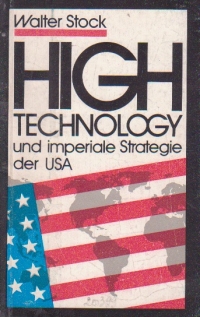 Walter Stock
HIGH
TECHNOLOGY
und imperiale Strategie
der USA